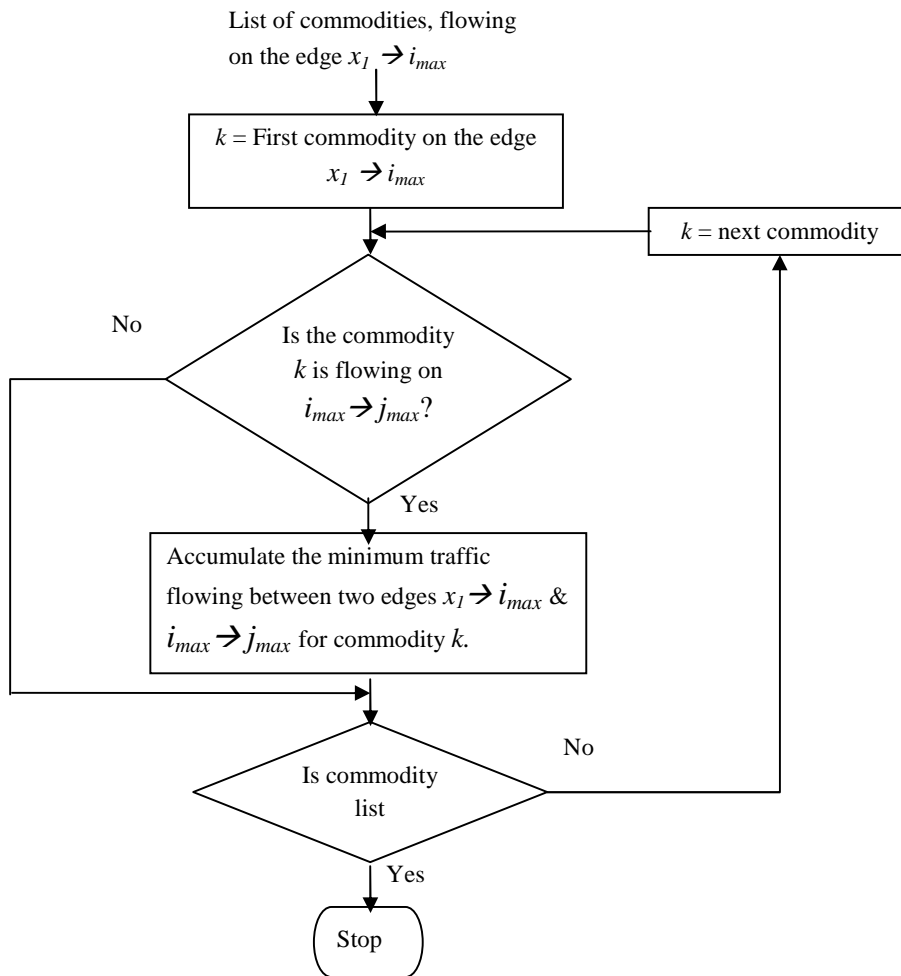 List of commodities, flowing
on the edge x1 → imax
k = First commodity on the edge
x1 → imax
k = next commodity
No
Is the commodity
k is flowing on
imax → jmax?
Yes
Accumulate the minimum traffic
flowing between two edges x1 → imax &
imax → jmax for commodity k.
No
Is commodity
list
Yes
Stop